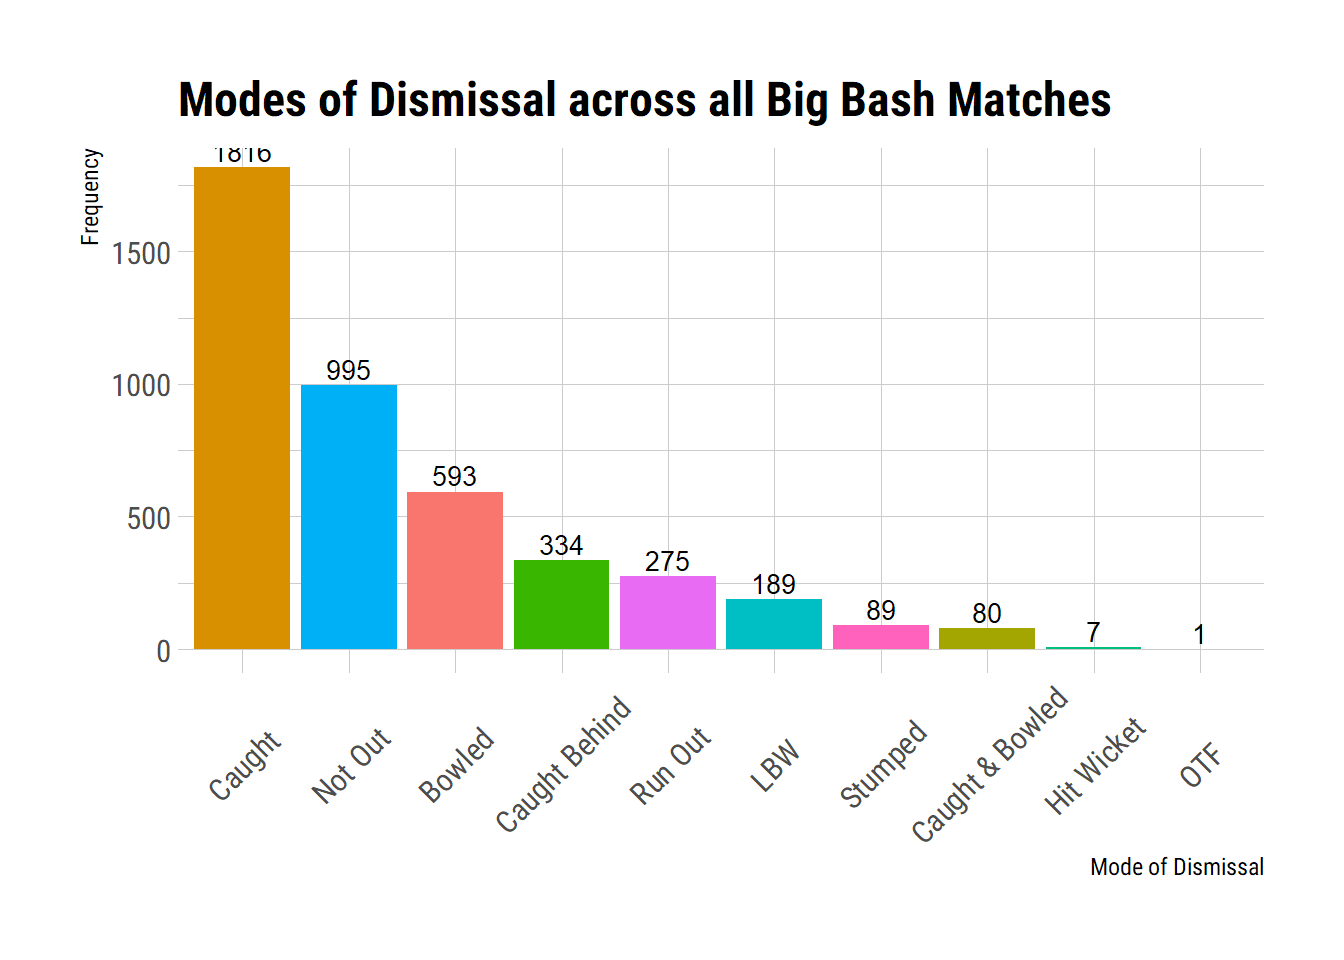 Modes of Dismissal across all Big Bash Matches
Frequency
1816
1500
995
1000
593
500
334
275
189
89
80
7
1
0
Caught
Not Out
Bowled
Caught Behind
Run Out
LBW
Stumped
Caught & Bowled
Hit Wicket
OTF
Mode of Dismissal